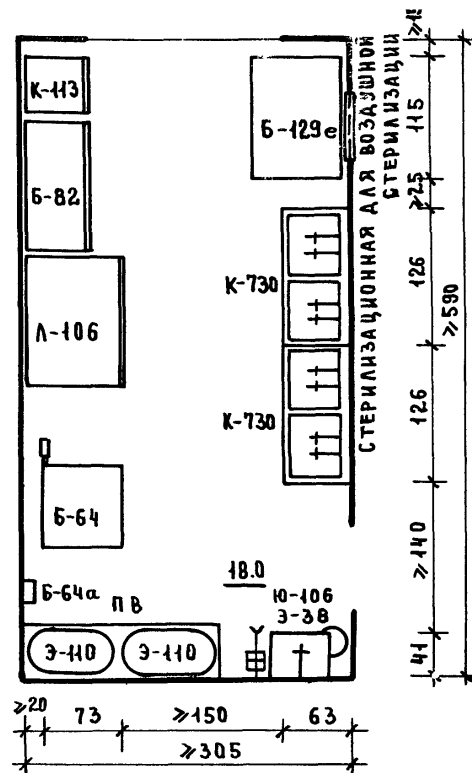 К-113
Б-82
Л-106
Б-64
Б-64а
ПВ
Э-110
Э-110
Б-129е
К-730
К-730
18.0
Ю-106
Э-38
СТЕРИЛИЗАЦИОННАЯ ДЛЯ ВОЗДУШНОЙ
СТЕРИЛИЗАЦИИ
115
≥25
126
126
≥140
41
≥590
≥20
73
≥150
63
≥305